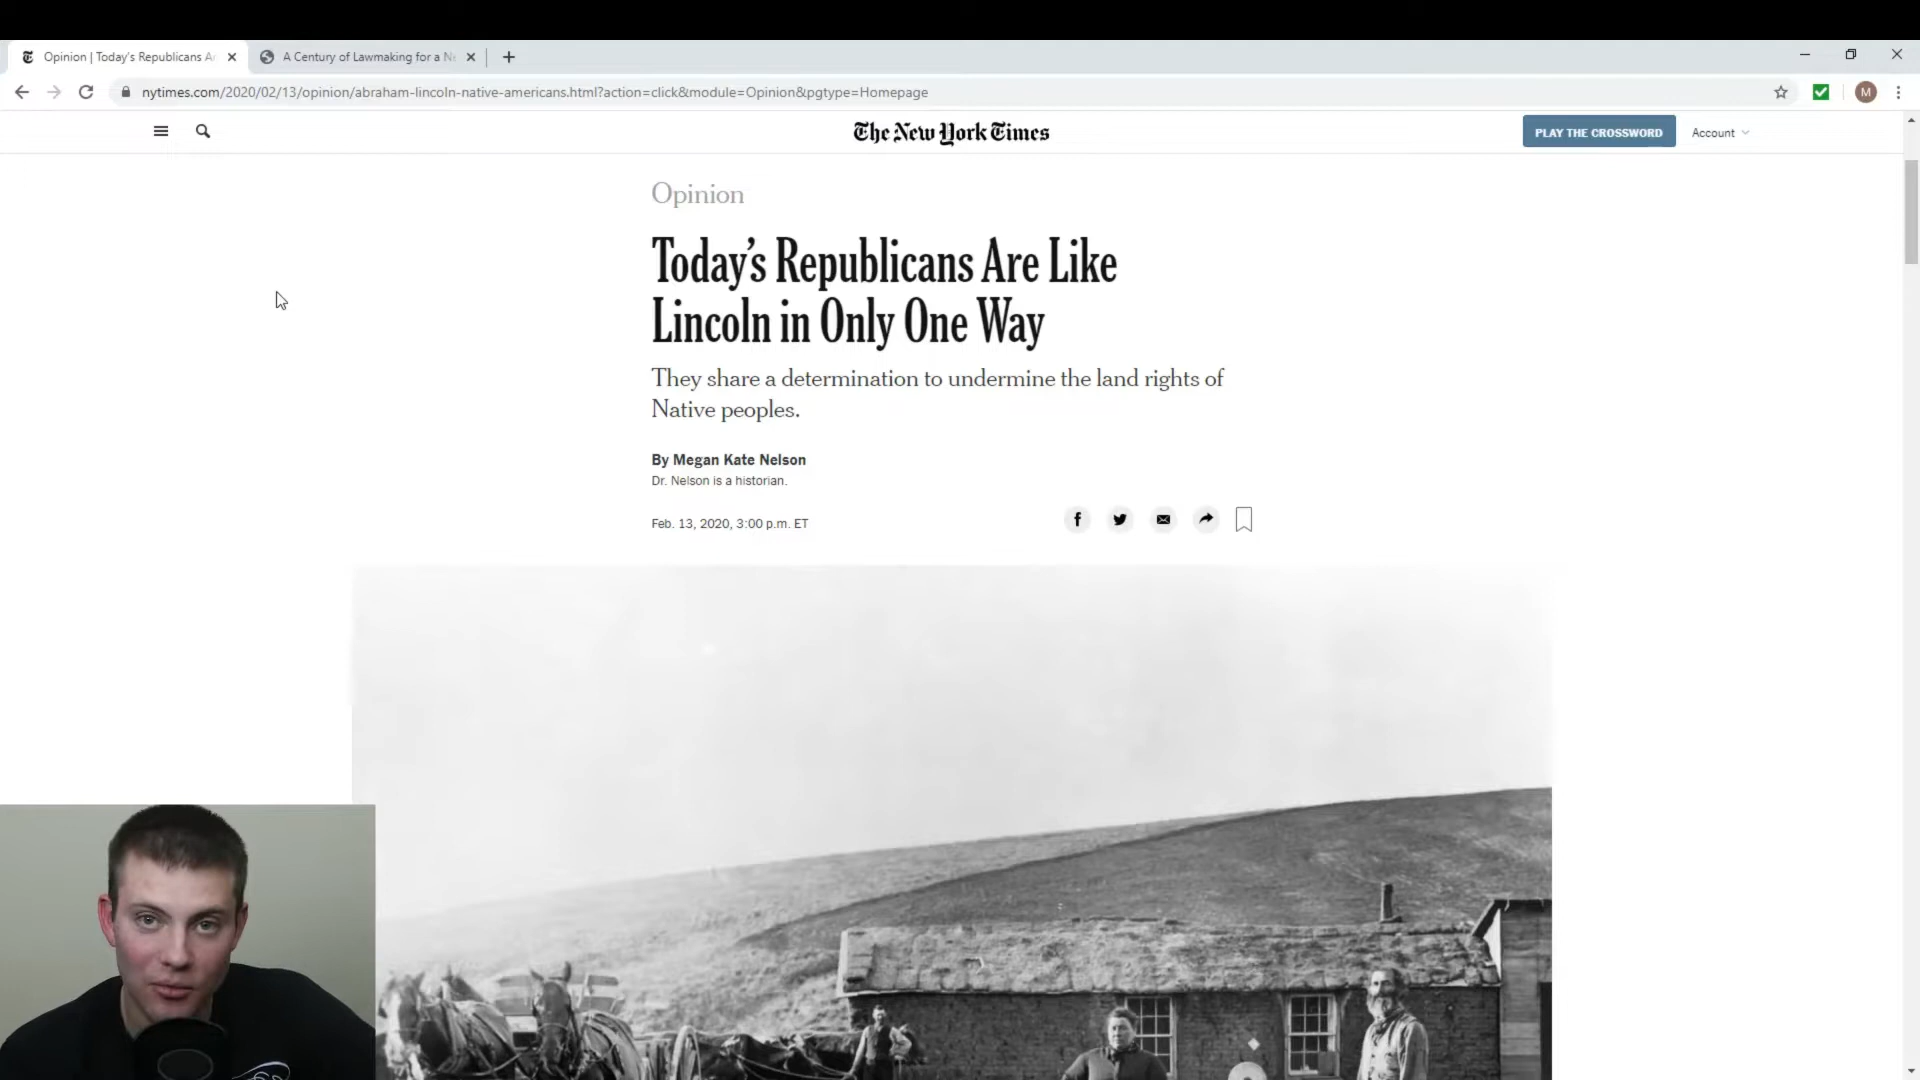 Opinion | Today's Republicans Ar
A Century of Lawmaking for a Ne
nytimes.com/2020/02/13/opinion/abraham-lincoln-native-americans.html?action=click&module=Opinion&pgtype=Homepage
M
The New York Times
PLAY THE CROSSWORD
Account
Opinion
Today's Republicans Are Like
Lincoln in Only One Way
They share a determination to undermine the land rights of
Native peoples.
By Megan Kate Nelson
Dr. Nelson is a historian.
Feb. 13, 2020, 3:00 p.m. ET